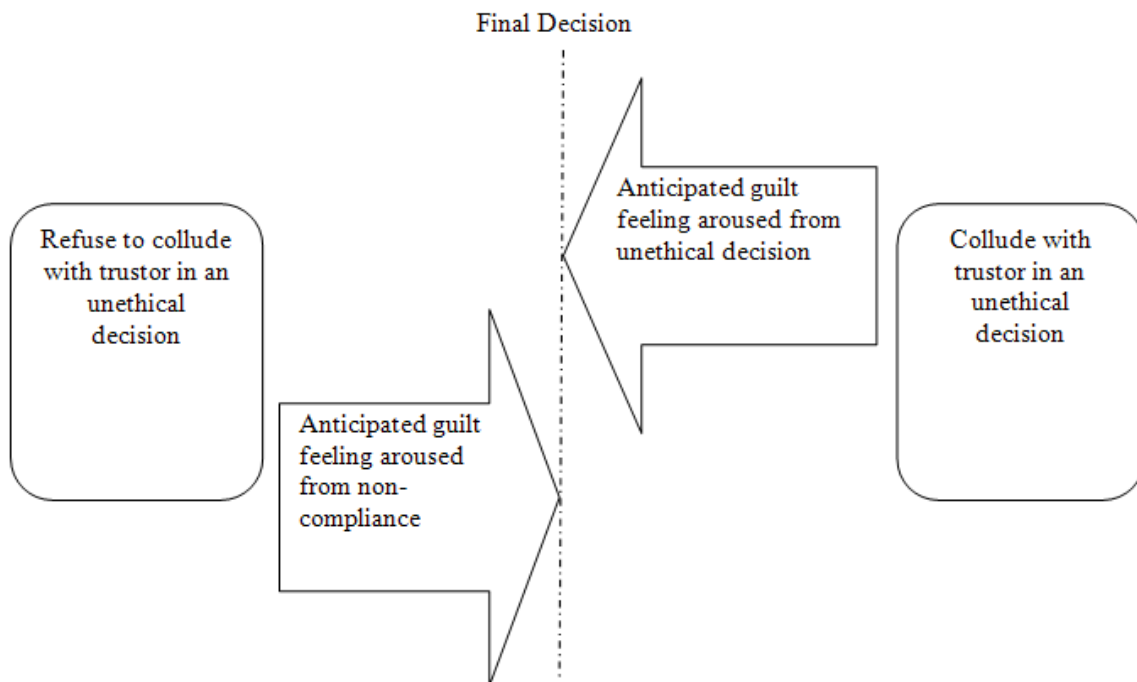 Final Decision
Refuse to collude
with trustor in an
unethical
decision
Anticipated guilt
feeling aroused
from non-
compliance
Anticipated guilt
feeling aroused from
unethical decision
Collude with
trustor in an
unethical
decision